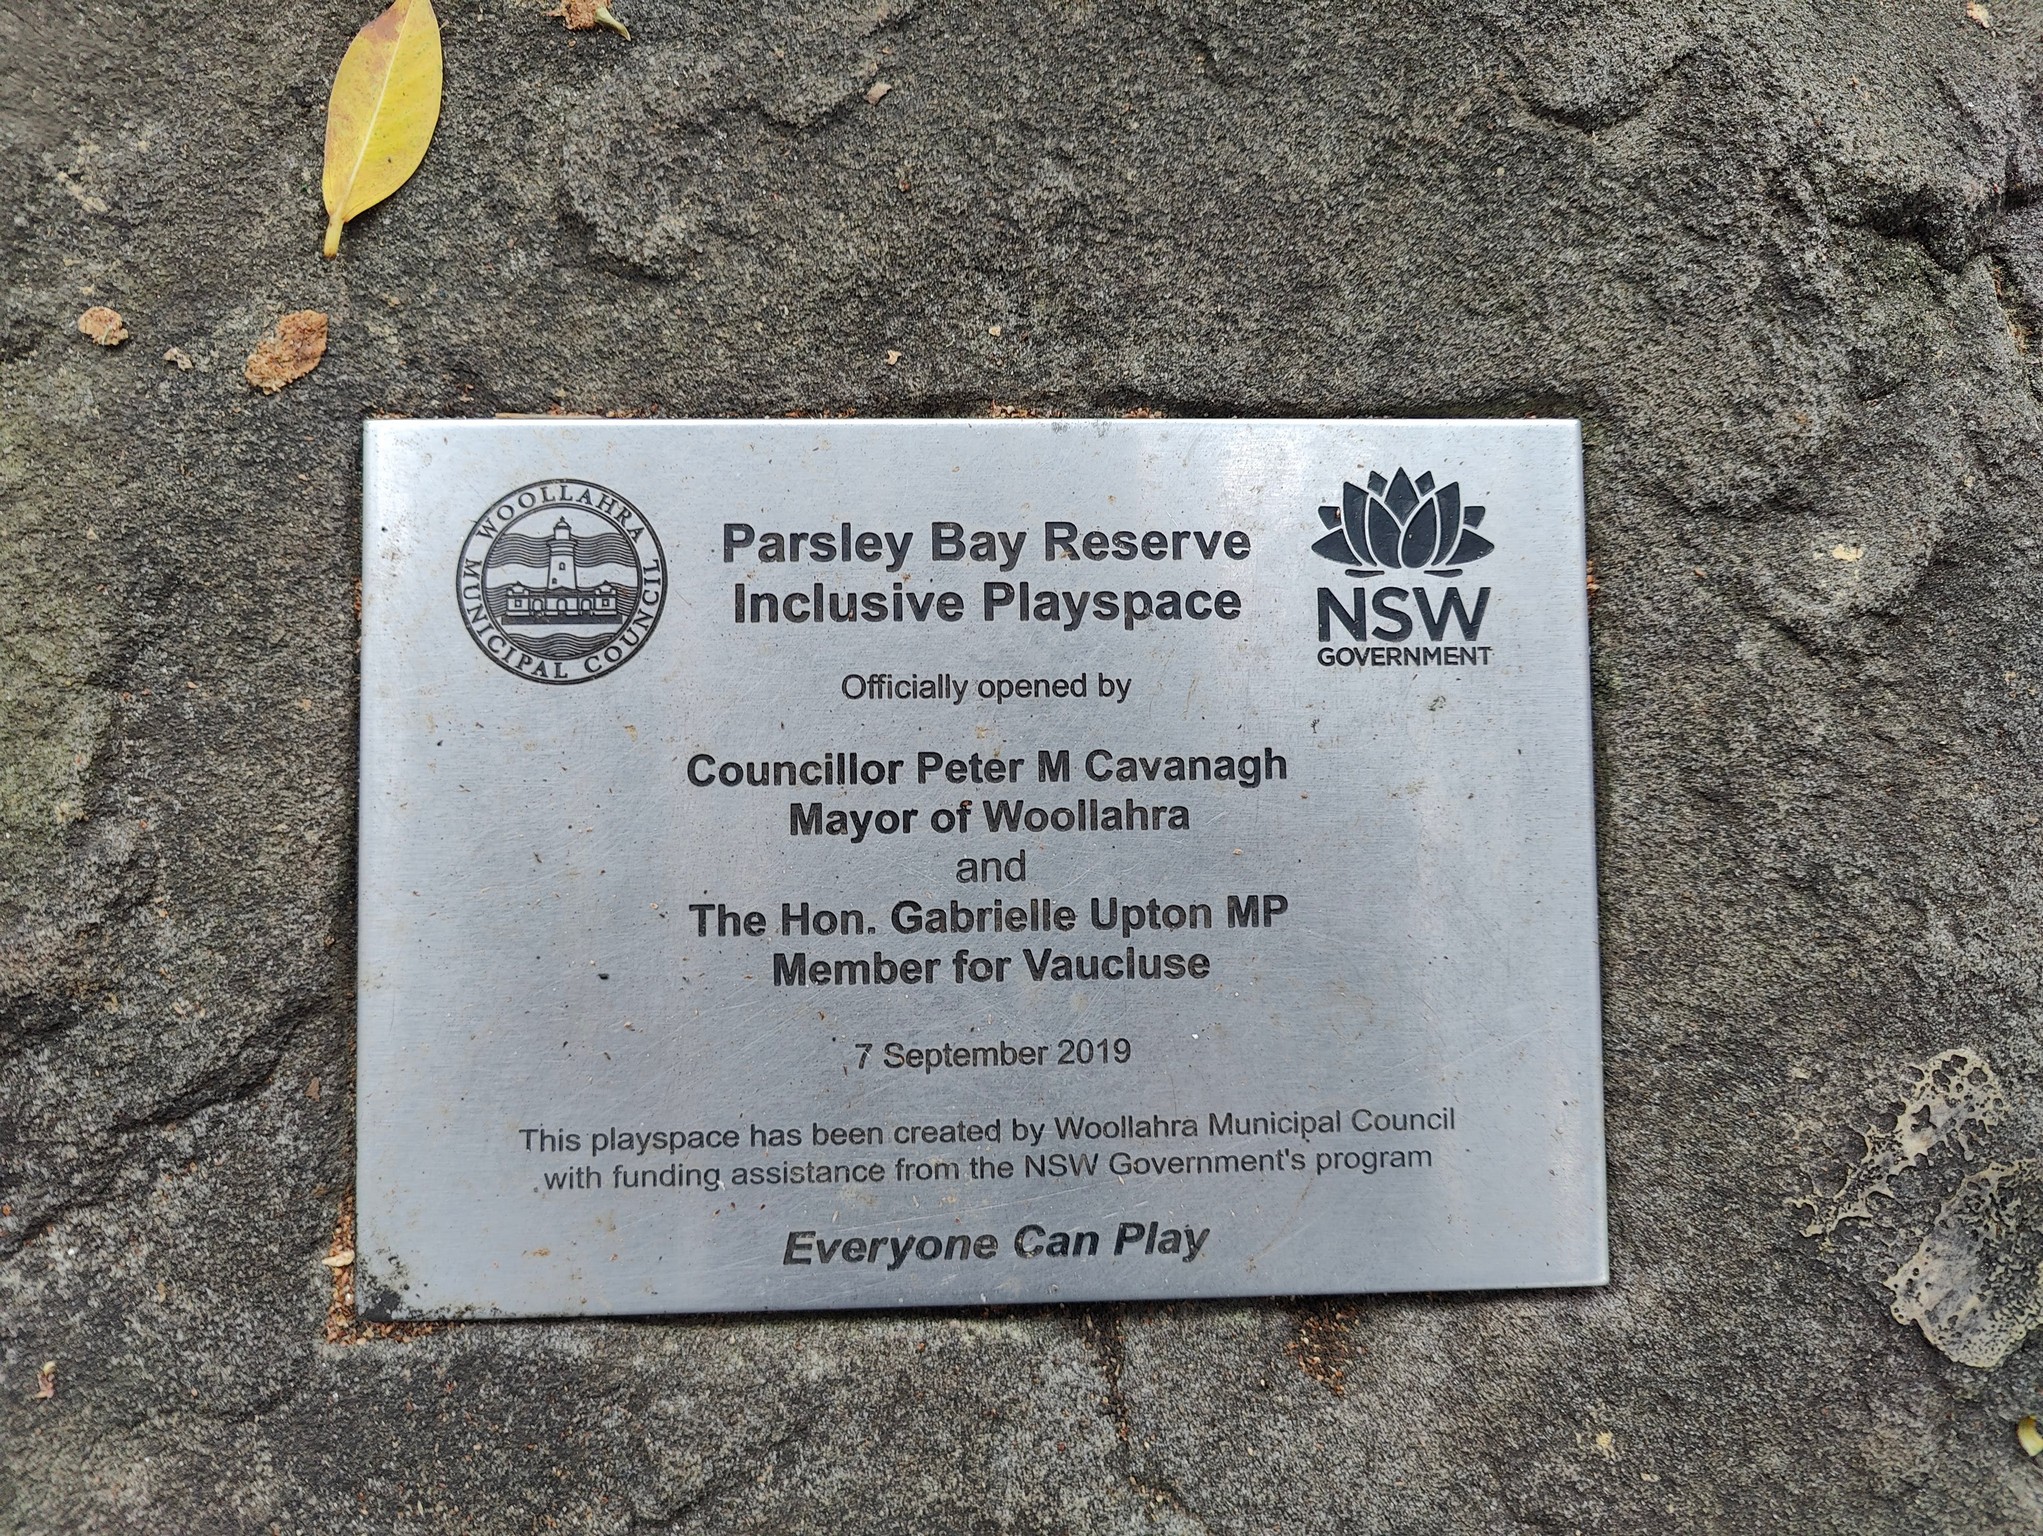 WOOLLAHRA
MUNICIPAL COUNCIL
Parsley Bay Reserve
Inclusive Playspace
NSW
GOVERNMENT
Officially opened by
Councillor Peter M Cavanagh
Mayor of Woollahra
and
The Hon. Gabrielle Upton MP
Member for Vaucluse
7 September 2019
This playspace has been created by Woollahra Municipal Council
with funding assistance from the NSW Government's program
Everyone Can Play